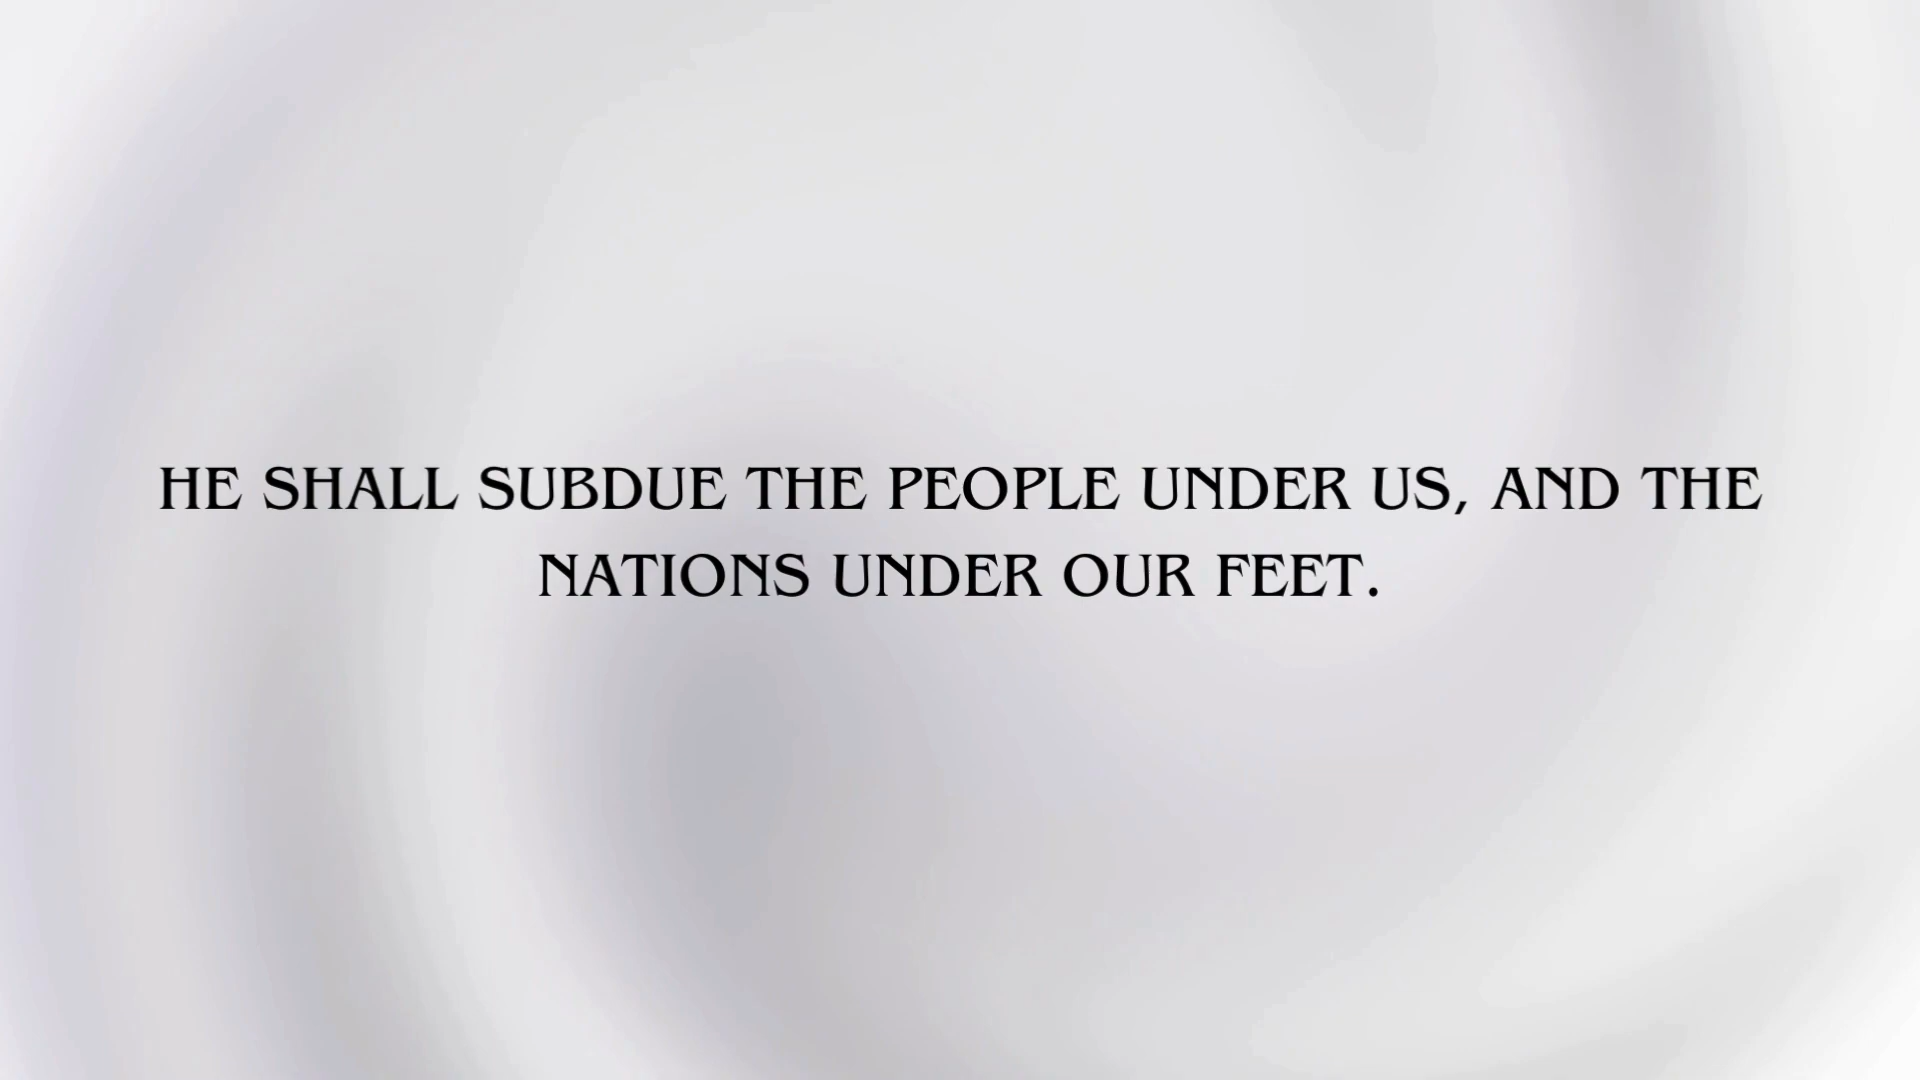 HE SHALL SUBDUE THE PEOPLE UNDER US, AND THE
NATIONS UNDER OUR FEET.